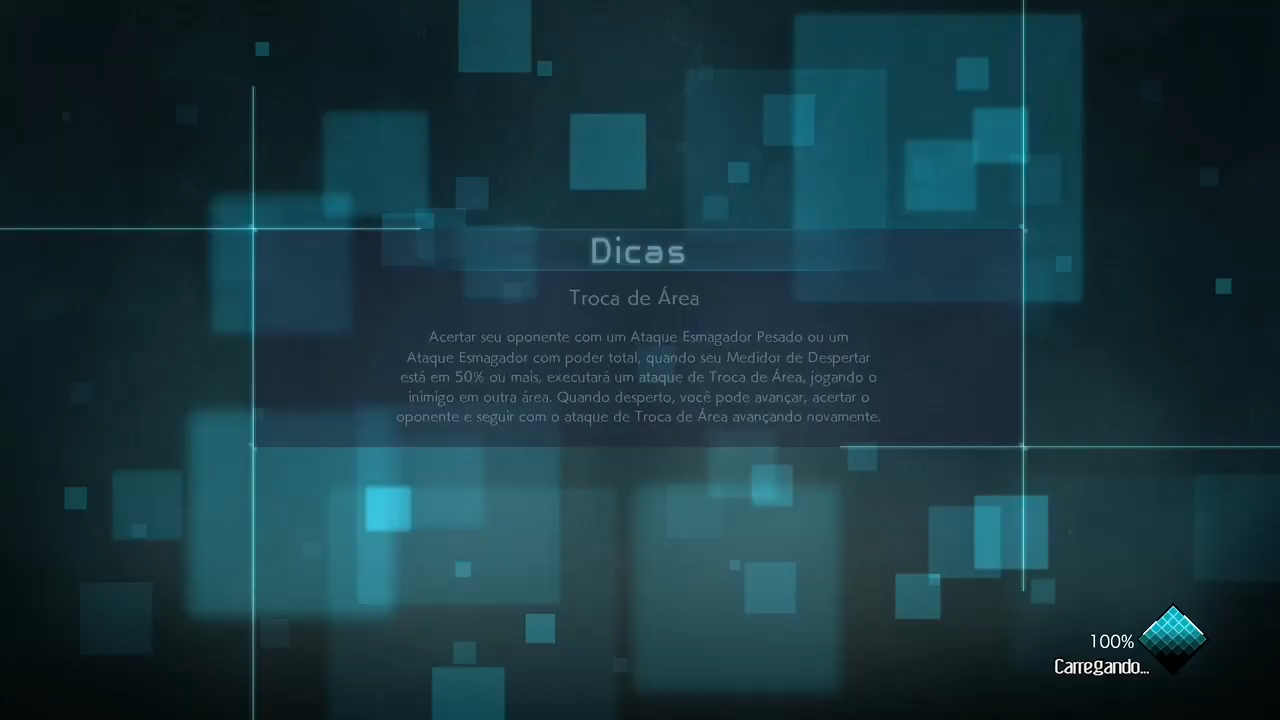 Dicas
Troca de Área
Acertar seu oponente com um Ataque Esmagador Pesado ou um
Ataque Esmagador com poder total, quando seu Medidor de Despertar
está em 50% ou mais, executará um ataque de Troca de Área, jogando o
inimigo em outra área. Quando desperto, você pode avançar, acertar o
oponente e seguir com o ataque de Troca de Área avançando novamente.
100%
Carregando...